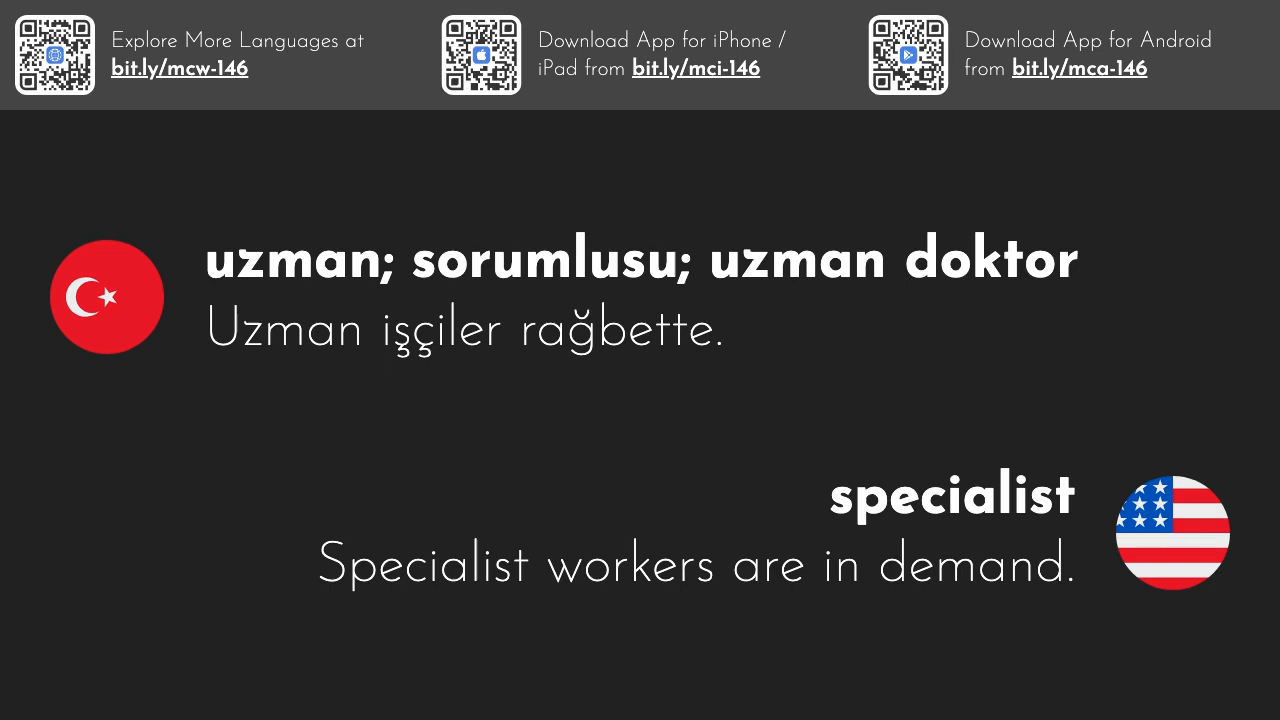 Explore More Languages at
bit.ly/mcw-146
Download App for iPhone /
iPad from bit.ly/mci-146
Download App for Android
from bit.ly/mca-146
uzman; sorumlusu; uzman doktor
Uzman işçiler rağbette.
specialist
Specialist workers are in demand.